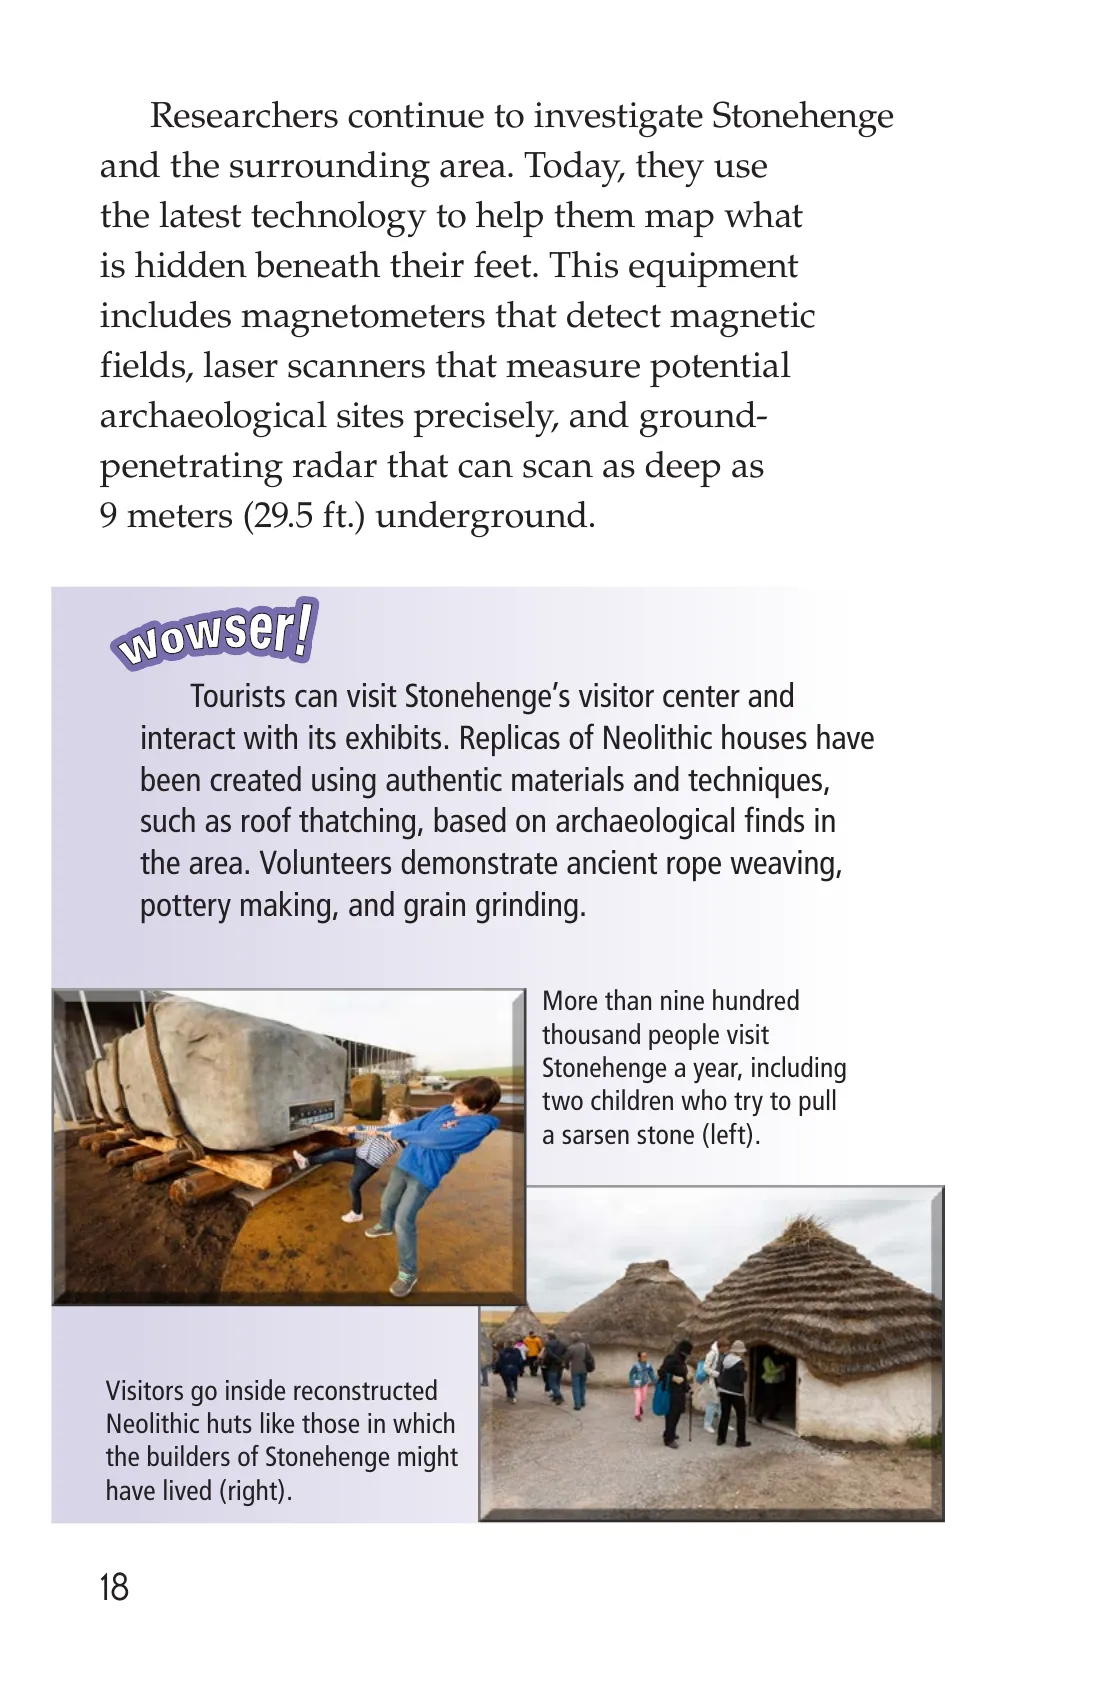 Researchers continue to investigate Stonehenge
and the surrounding area. Today, they use
the latest technology to help them map what
is hidden beneath their feet. This equipment
includes magnetometers that detect magnetic
fields, laser scanners that measure potential
archaeological sites precisely, and ground-
penetrating radar that can scan as deep as
9 meters (29.5 ft.) underground.
wowser!
Tourists can visit Stonehenge’s visitor center and
interact with its exhibits. Replicas of Neolithic houses have
been created using authentic materials and techniques,
such as roof thatching, based on archaeological finds in
the area. Volunteers demonstrate ancient rope weaving,
pottery making, and grain grinding.
More than nine hundred
thousand people visit
Stonehenge a year, including
two children who try to pull
a sarsen stone (left).
Visitors go inside reconstructed
Neolithic huts like those in which
the builders of Stonehenge might
have lived (right).
18